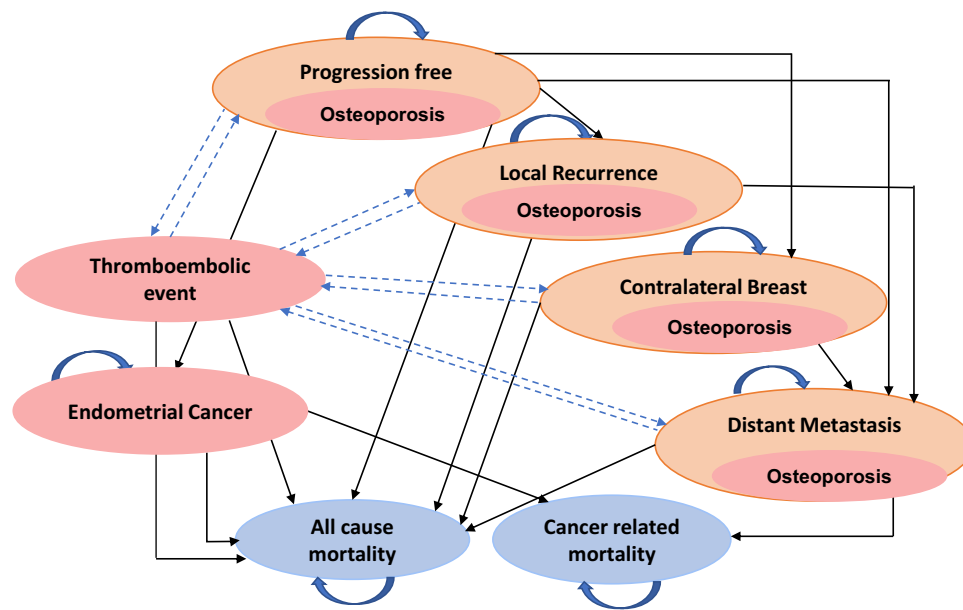 Progression free
Osteoporosis
Local Recurrence
Osteoporosis
Thromboembolic
event
Contralateral Breast
Osteoporosis
Endometrial Cancer
Distant Metastasis
Osteoporosis
All cause
mortality
Cancer related
mortality